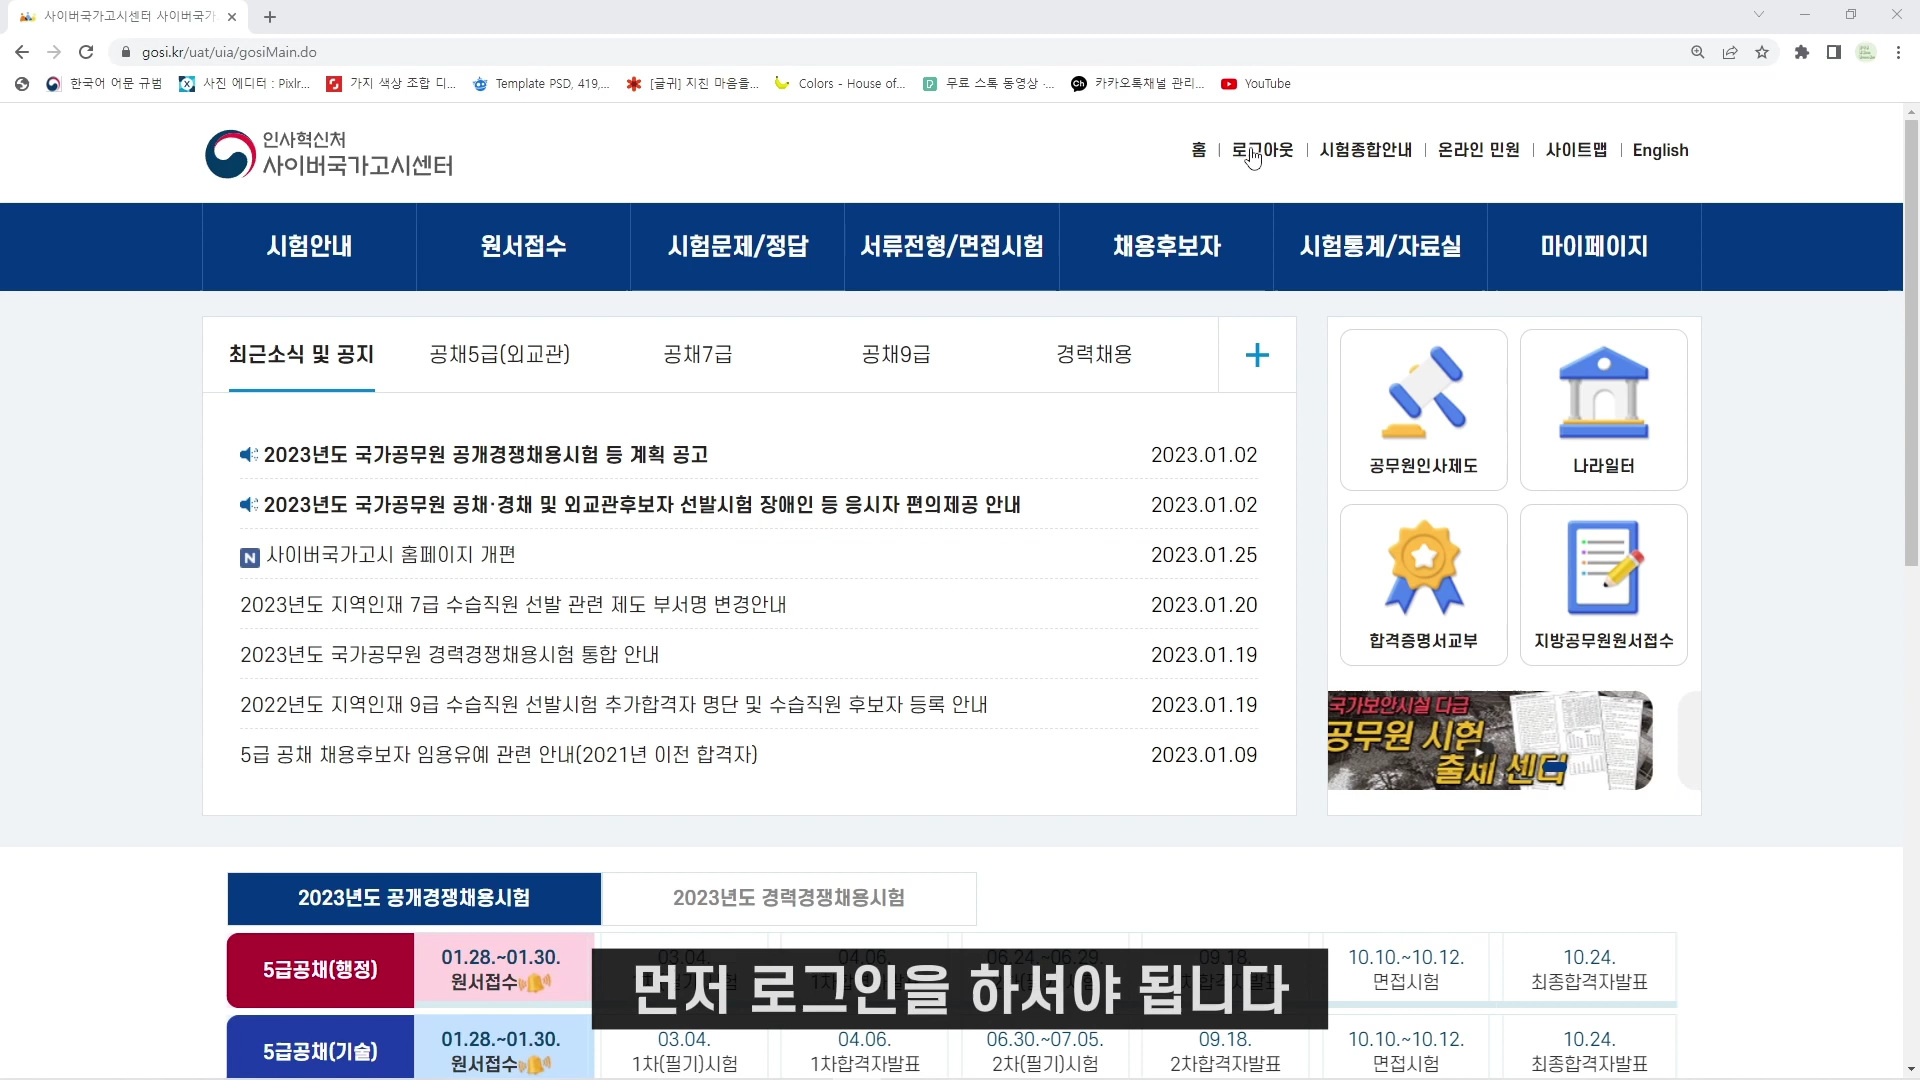 사이버국가고시센터 사이버국가
gosi.kr/uat/uia/gosiMain.do
한국어 어문 규범
사진 에디터 : Pixlr...
가지 색상 조합 디...
Template PSD, 419,...
[글귀] 지친 마음을...
Colors - House of...
무료 스톡 동영상 ·...
카카오톡채널 관리...
YouTube
인사혁신처
사이버국가고시센터
홈
로그아웃
시험종합안내
온라인 민원
사이트맵
English
시험안내
원서접수
시험문제/정답
서류전형/면접시험
채용후보자
시험통계/자료실
마이페이지
최근소식 및 공지
공채5급(외교관)
공채7급
공채9급
경력채용
2023년도 국가공무원 공개경쟁채용시험 등 계획 공고 2023.01.02
2023년도 국가공무원 공채·경채 및 외교관후보자 선발시험 장애인 등 응시자 편의제공 안내 2023.01.02
N 사이버국가고시 홈페이지 개편 2023.01.25
2023년도 지역인재 7급 수습직원 선발 관련 제도 부서명 변경안내 2023.01.20
2023년도 국가공무원 경력경쟁채용시험 통합 안내 2023.01.19
2022년도 지역인재 9급 수습직원 선발시험 추가합격자 명단 및 수습직원 후보자 등록 안내 2023.01.19
5급 공채 채용후보자 임용유예 관련 안내(2021년 이전 합격자) 2023.01.09
공무원인사제도
나라일터
합격증명서교부
지방공무원원서접수
국가보안시설 다급
공무원 시험
출제 센터
2023년도 공개경쟁채용시험
2023년도 경력경쟁채용시험
5급공채(행정)
01.28.~01.30.
원서접수
03.04.
04.06.
06.24.~06.29.
09.18.
10.10.~10.12.
면접시험
10.24.
최종합격자발표
먼저 로그인을 하셔야 됩니다
5급공채(기술)
01.28.~01.30.
원서접수
03.04.
1차(필기)시험
04.06.
1차합격자발표
06.30.~07.05.
2차(필기)시험
09.18.
2차합격자발표
10.10.~10.12.
면접시험
10.24.
최종합격자발표